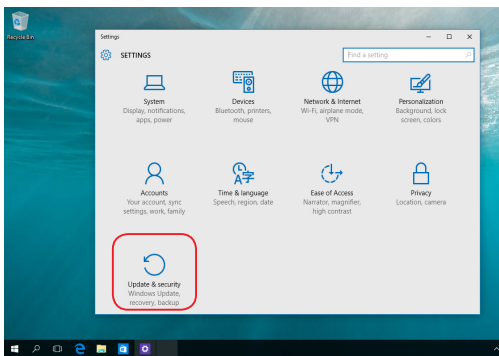 Recycle Bin
Settings
SETTINGS
Find a setting
System
Display, notifications,
apps, power
Devices
Bluetooth, printers,
mouse
Network & Internet
Wi-Fi, airplane mode,
VPN
Personalization
Background, lock
screen, colors
Accounts
Your account, sync
settings, work, family
Time & language
Speech, region, date
Ease of Access
Narrator, magnifier,
high contrast
Privacy
Location, camera
Update & security
Windows Update,
recovery, backup